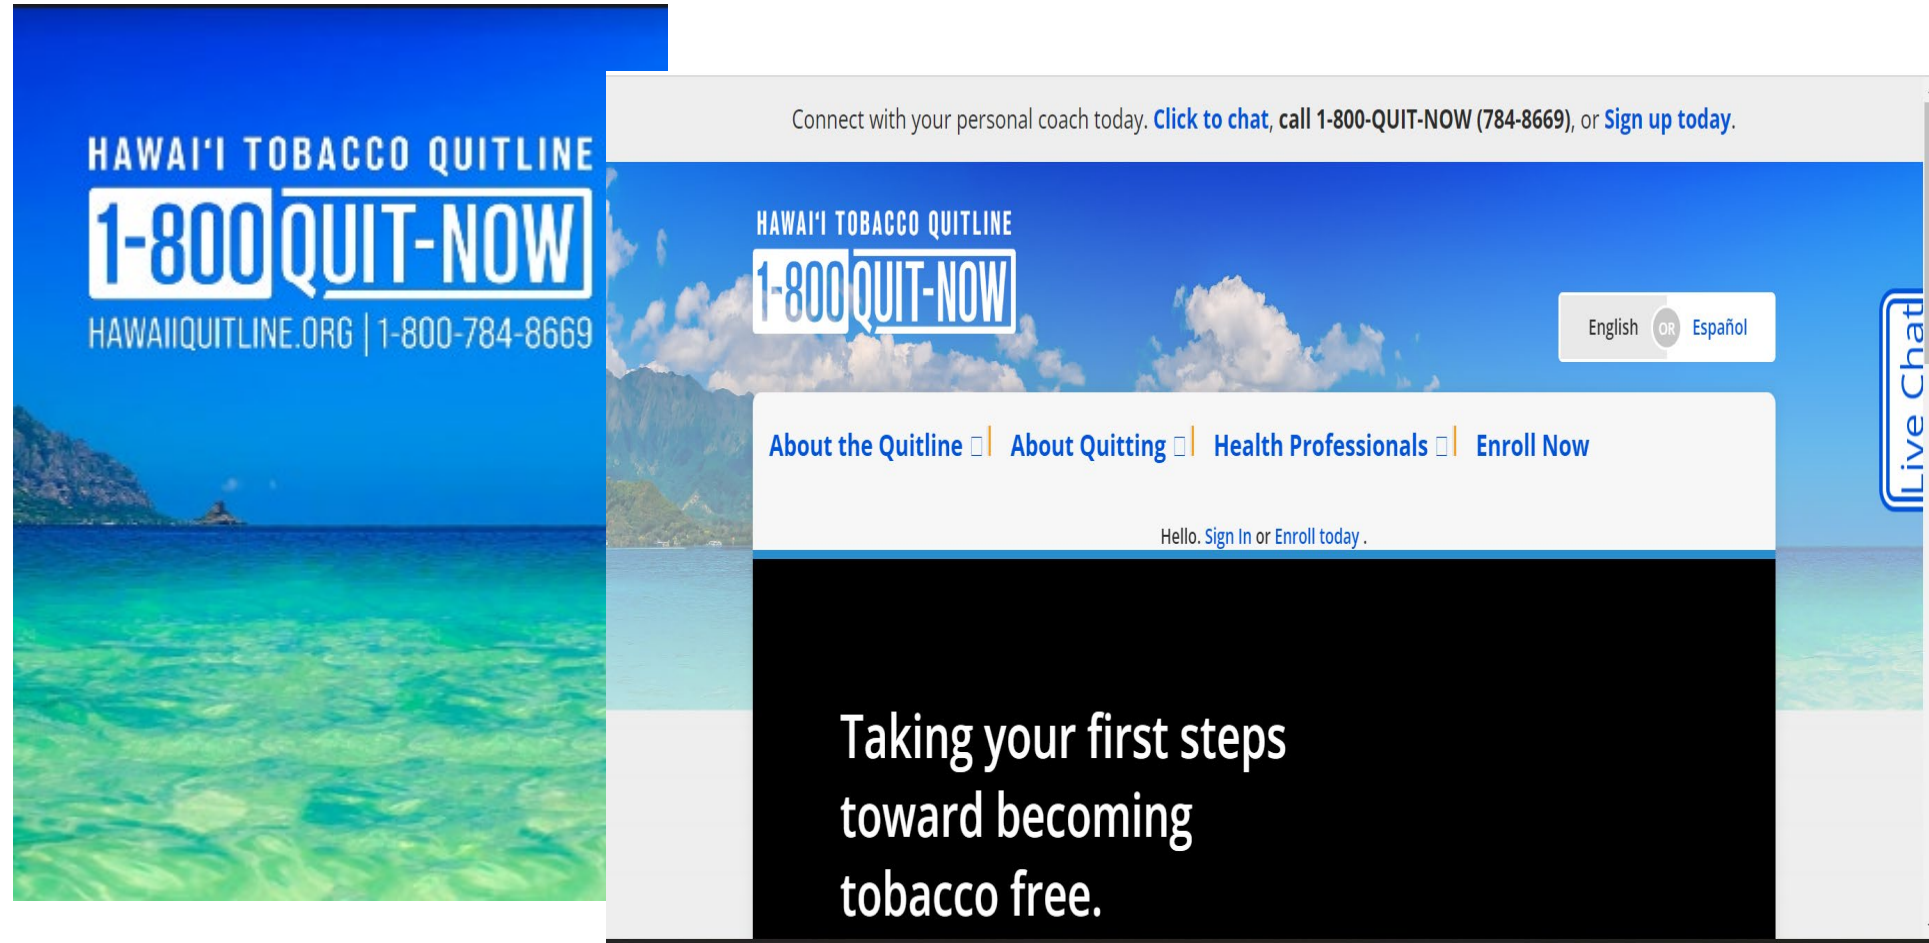 HAWAIʻI TOBACCO QUITLINE
1-800 QUIT-NOW
HAWAIIQUITLINE.ORG | 1-800-784-8669
Connect with your personal coach today. Click to chat, call 1-800-QUIT-NOW (784-8669), or Sign up today.
HAWAIʻI TOBACCO QUITLINE
1-800 QUIT-NOW
English OR Español
Live Chat
About the Quitline | About Quitting | Health Professionals | Enroll Now
Hello. Sign In or Enroll today .
Taking your first steps
toward becoming
tobacco free.